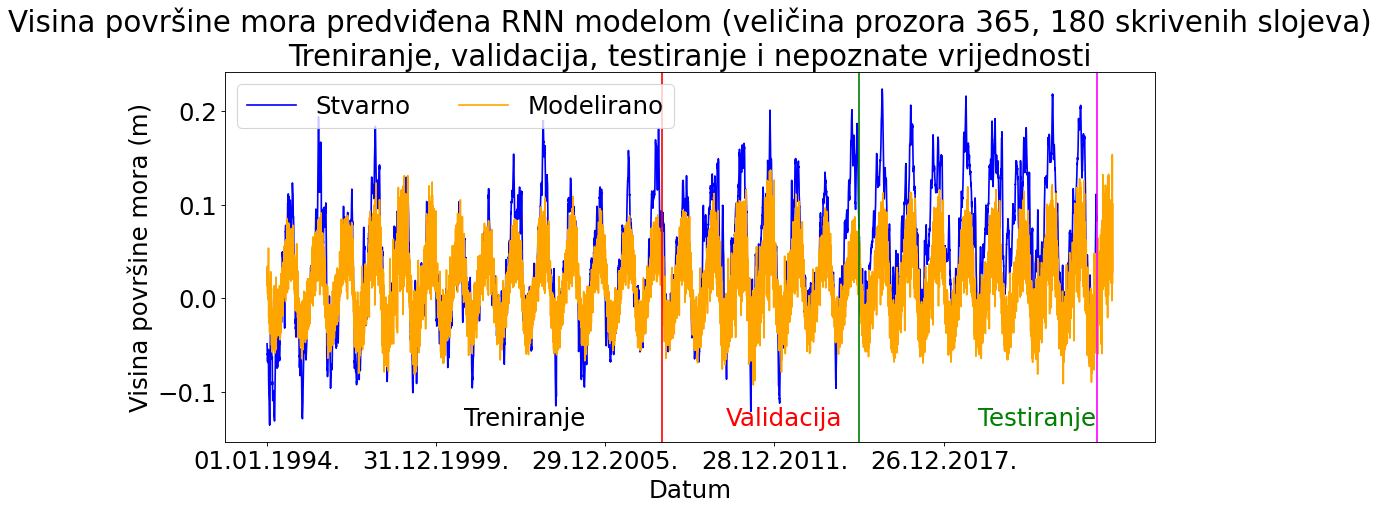 Visina površine mora predviđena RNN modelom (veličina prozora 365, 180 skrivenih slojeva)
Treniranje, validacija, testiranje i nepoznate vrijednosti
Stvarno Modelirano
Visina površine mora (m)
0.2
0.1
0.0
−0.1
Treniranje Validacija Testiranje
01.01.1994. 31.12.1999. 29.12.2005. 28.12.2011. 26.12.2017.
Datum